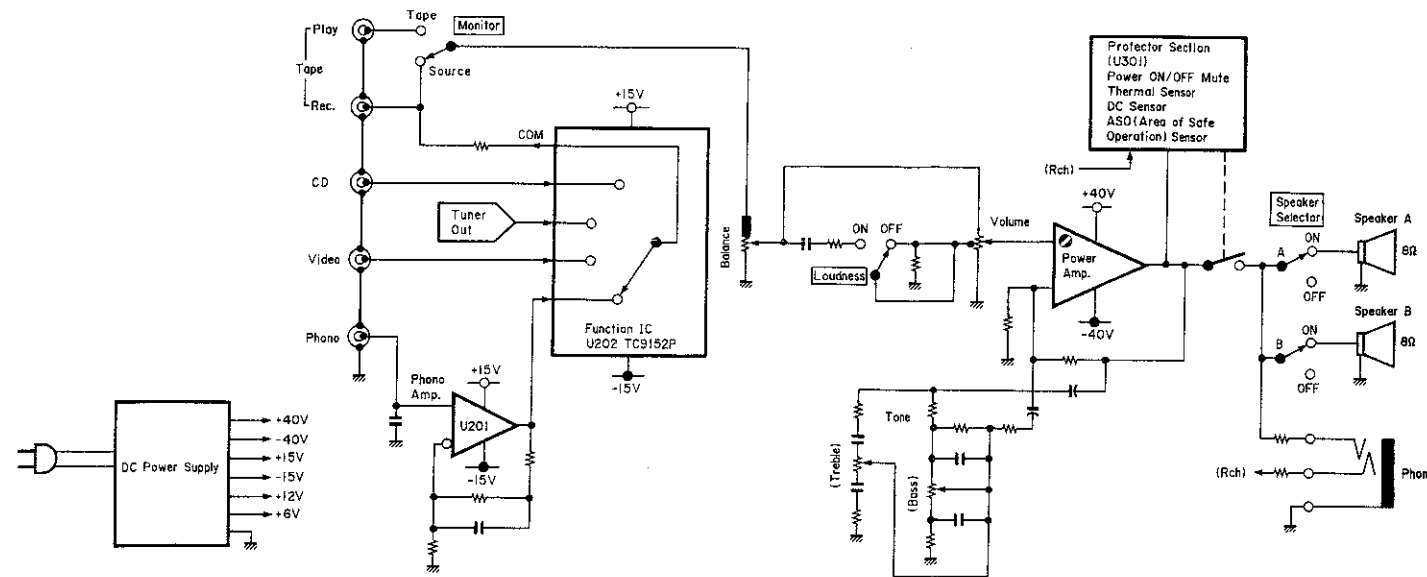 Play
Tape
Monitor
Tape
Source
Rec.
+15V
COM
CD
Tuner
Out
Video
Function IC
U202 TC9152P
Phono
-15V
Phono
Amp.
+15V
U201
-15V
DC Power Supply
+40V
-40V
+15V
-15V
+12V
+6V
Balance
ON
OFF
Loudness
Volume
Protector Section
(U301)
Power ON/OFF Mute
Thermal Sensor
DC Sensor
ASO(Area of Safe
Operation) Sensor
(Rch)
+40V
Power
Amp.
-40V
Speaker
Selector
Speaker A
ON
A
8Ω
OFF
Speaker B
ON
B
8Ω
OFF
Tone
(Treble)
(Bass)
(Rch)
Phon